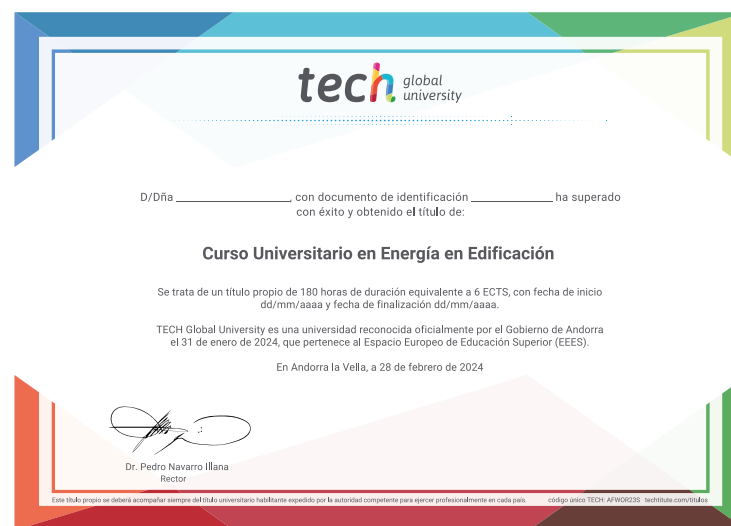 tech global university
D/Dña ____________, con documento de identificación ____________ ha superado
con éxito y obtenido el título de:
Curso Universitario en Energía en Edificación
Se trata de un título propio de 180 horas de duración equivalente a 6 ECTS, con fecha de inicio
dd/mm/aaaa y fecha de finalización dd/mm/aaaa.
TECH Global University es una universidad reconocida oficialmente por el Gobierno de Andorra
el 31 de enero de 2024, que pertenece al Espacio Europeo de Educación Superior (EEES).
En Andorra la Vella, a 28 de febrero de 2024
Dr. Pedro Navarro Illana
Rector
Este título propio se deberá acompañar siempre del título universitario habilitante expedido por la autoridad competente para ejercer profesionalmente en cada país. código único TECH: AFWOR23S techtitute.com/titulos